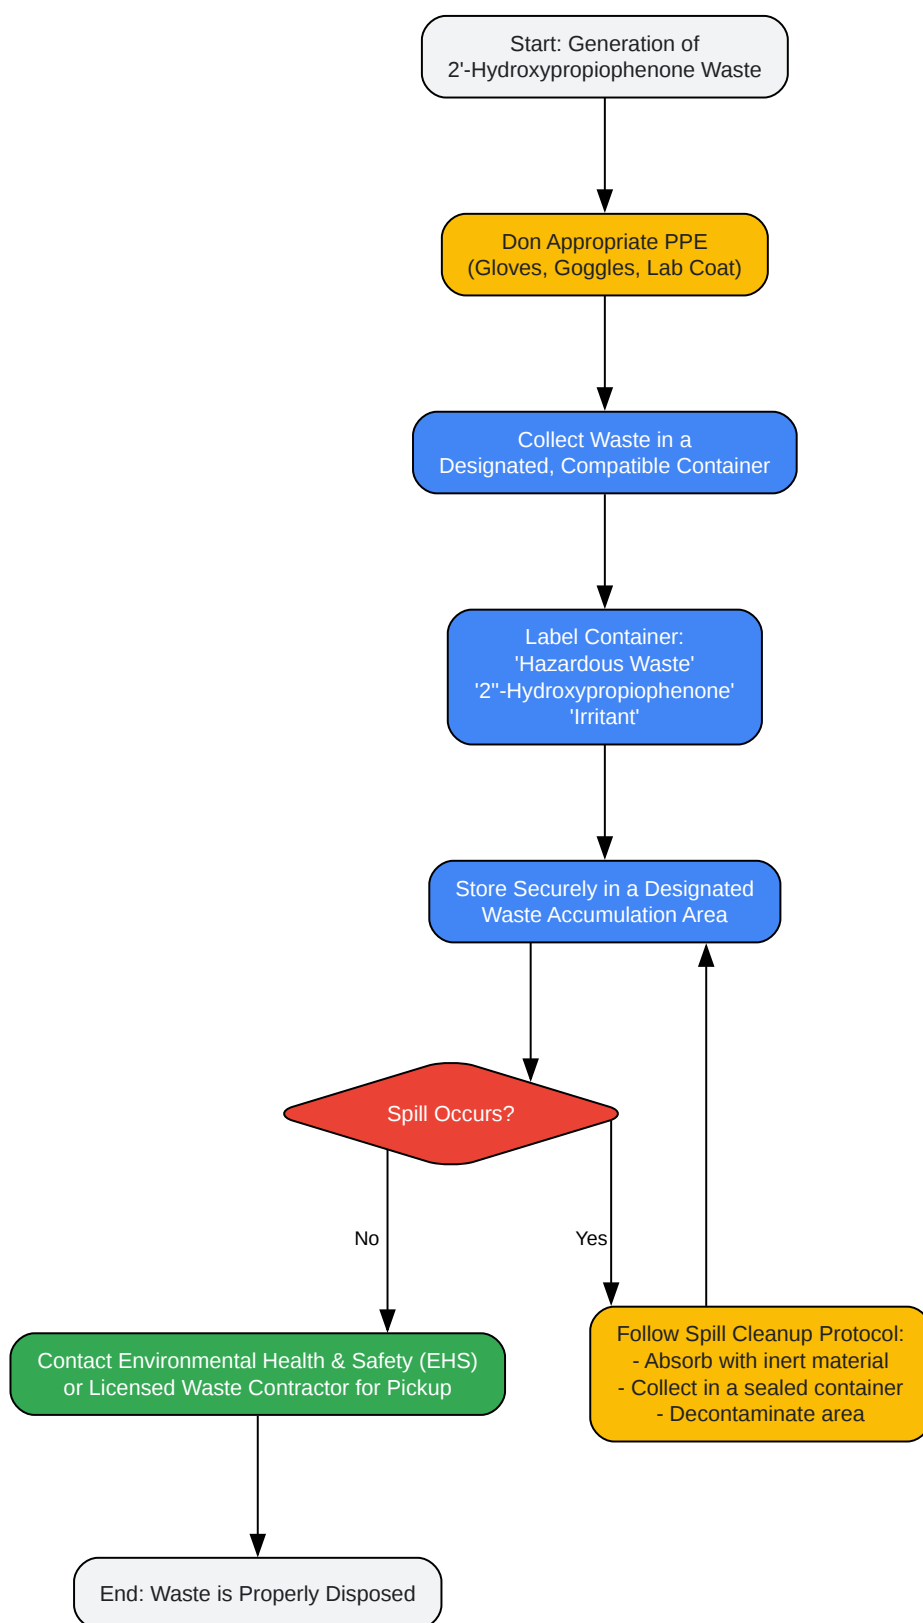 Start: Generation of
2'-Hydroxypropiophenone Waste
Don Appropriate PPE
(Gloves, Goggles, Lab Coat)
Collect Waste in a
Designated, Compatible Container
Label Container:
'Hazardous Waste'
'2''-Hydroxypropiophenone'
'Irritant'
Store Securely in a Designated
Waste Accumulation Area
Spill Occurs?
No
Yes
Contact Environmental Health & Safety (EHS)
or Licensed Waste Contractor for Pickup
Follow Spill Cleanup Protocol:
- Absorb with inert material
- Collect in a sealed container
- Decontaminate area
End: Waste is Properly Disposed